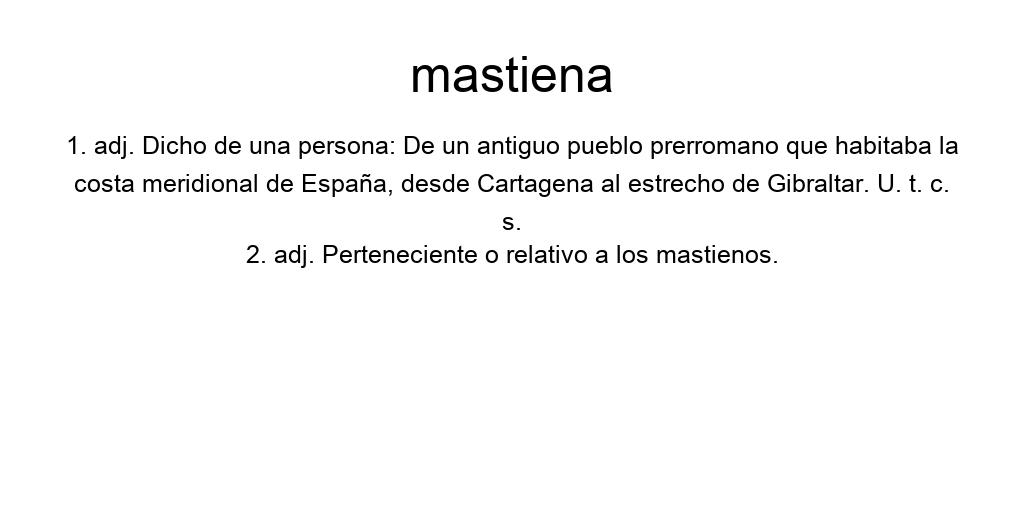 mastiena
1. adj. Dicho de una persona: De un antiguo pueblo prerromano que habitaba la
costa meridional de España, desde Cartagena al estrecho de Gibraltar. U. t. c.
s.
2. adj. Perteneciente o relativo a los mastienos.